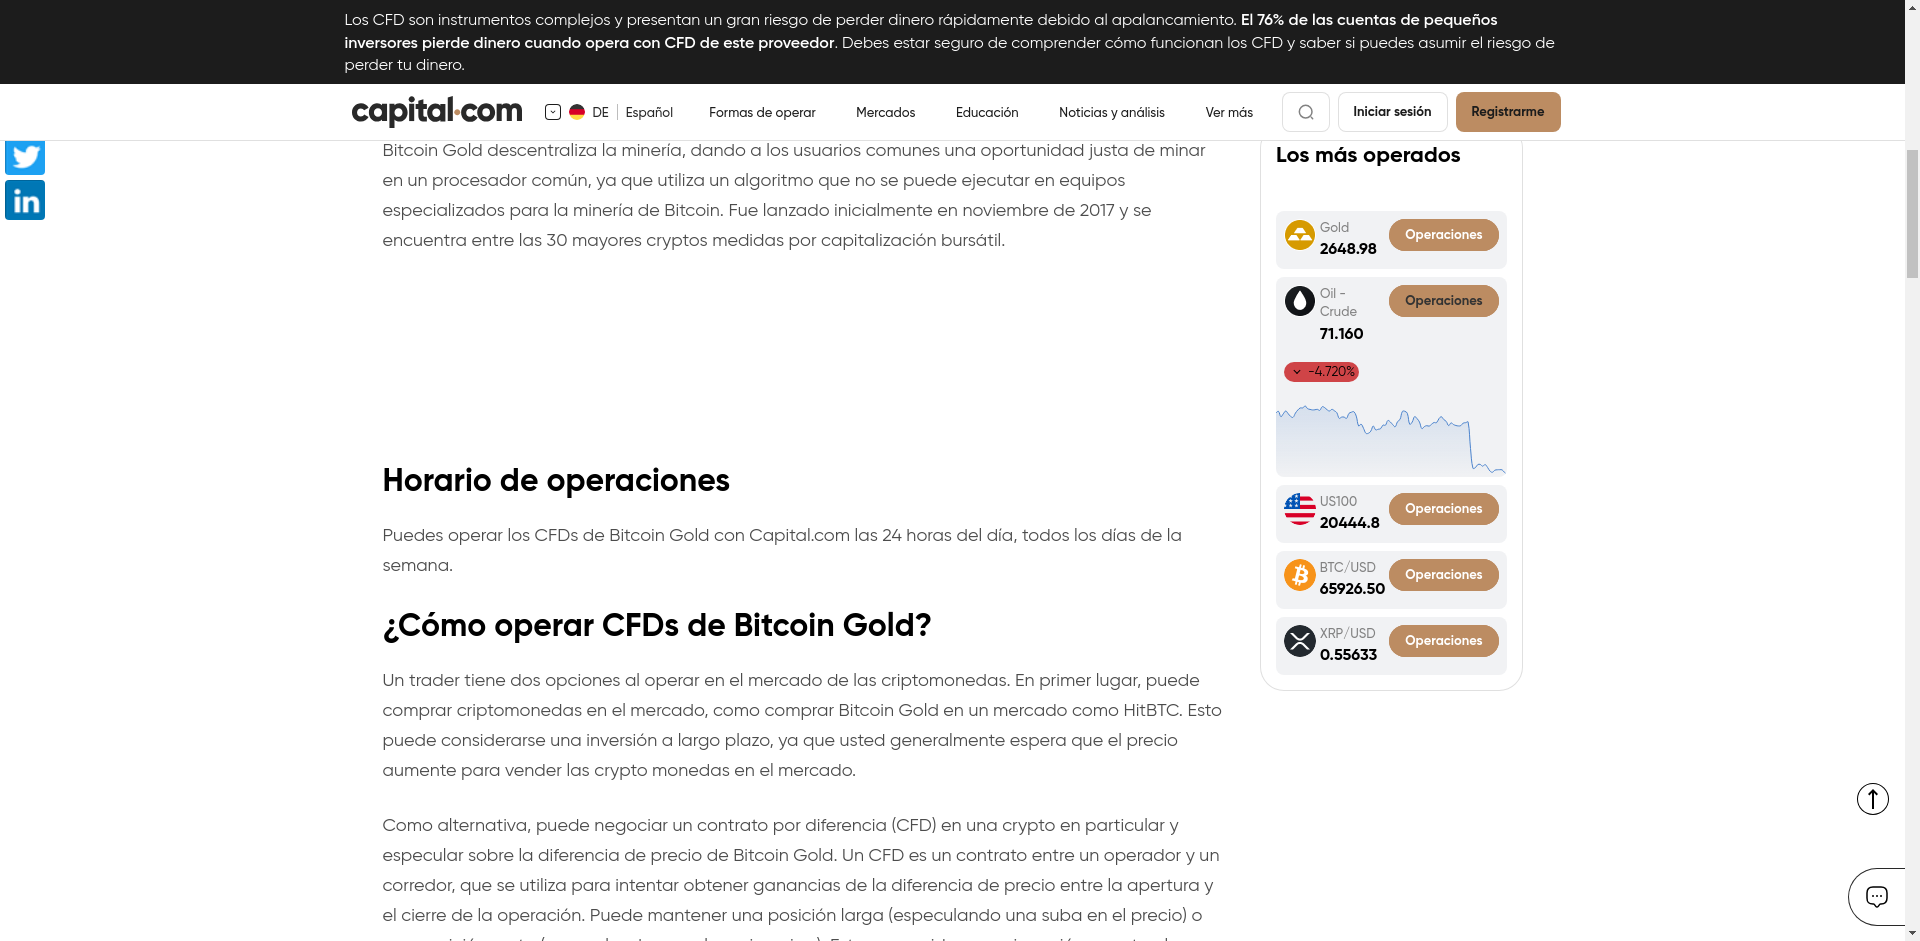 Los CFD son instrumentos complejos y presentan un gran riesgo de perder dinero rápidamente debido al apalancamiento. El 76% de las cuentas de pequeños
inversores pierde dinero cuando opera con CFD de este proveedor. Debes estar seguro de comprender cómo funcionan los CFD y saber si puedes asumir el riesgo de
perder tu dinero.
capital.com
DE
Español
Formas de operar
Mercados
Educación
Noticias y análisis
Ver más
Iniciar sesión
Registrarme
in
Bitcoin Gold descentraliza la minería, dando a los usuarios comunes una oportunidad justa de minar
en un procesador común, ya que utiliza un algoritmo que no se puede ejecutar en equipos
especializados para la minería de Bitcoin. Fue lanzado inicialmente en noviembre de 2017 y se
encuentra entre las 30 mayores cryptos medidas por capitalización bursátil.
Horario de operaciones
Puedes operar los CFDs de Bitcoin Gold con Capital.com las 24 horas del día, todos los días de la
semana.
¿Cómo operar CFDs de Bitcoin Gold?
Un trader tiene dos opciones al operar en el mercado de las criptomonedas. En primer lugar, puede
comprar criptomonedas en el mercado, como comprar Bitcoin Gold en un mercado como HitBTC. Esto
puede considerarse una inversión a largo plazo, ya que usted generalmente espera que el precio
aumente para vender las crypto monedas en el mercado.
Como alternativa, puede negociar un contrato por diferencia (CFD) en una crypto en particular y
especular sobre la diferencia de precio de Bitcoin Gold. Un CFD es un contrato entre un operador y un
corredor, que se utiliza para intentar obtener ganancias de la diferencia de precio entre la apertura y
el cierre de la operación. Puede mantener una posición larga (especulando una suba en el precio) o
Los más operados
Gold
2648.98
Operaciones
Oil -
Crude
71.160
Operaciones
-4.720%
US100
20444.8
Operaciones
BTC/USD
65926.50
Operaciones
XRP/USD
0.55633
Operaciones